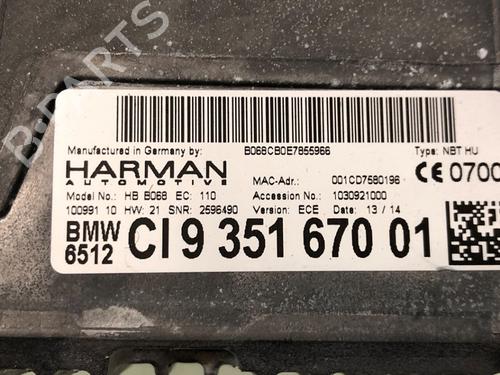 B-PARTS
Manufactured in Germany by: B068CB0E7855966 Type: NBT HU
HARMAN
AUTOMOTIVE
MAC-Adr.: 001CD7580196 CE 0700
Model No.: HB B068 EC: 110 Accession No.: 1030921000
100991 10 HW: 21 SNR: 2596490 Version: ECE Date: 13 / 14
BMW
6512 CI 9 351 670 01